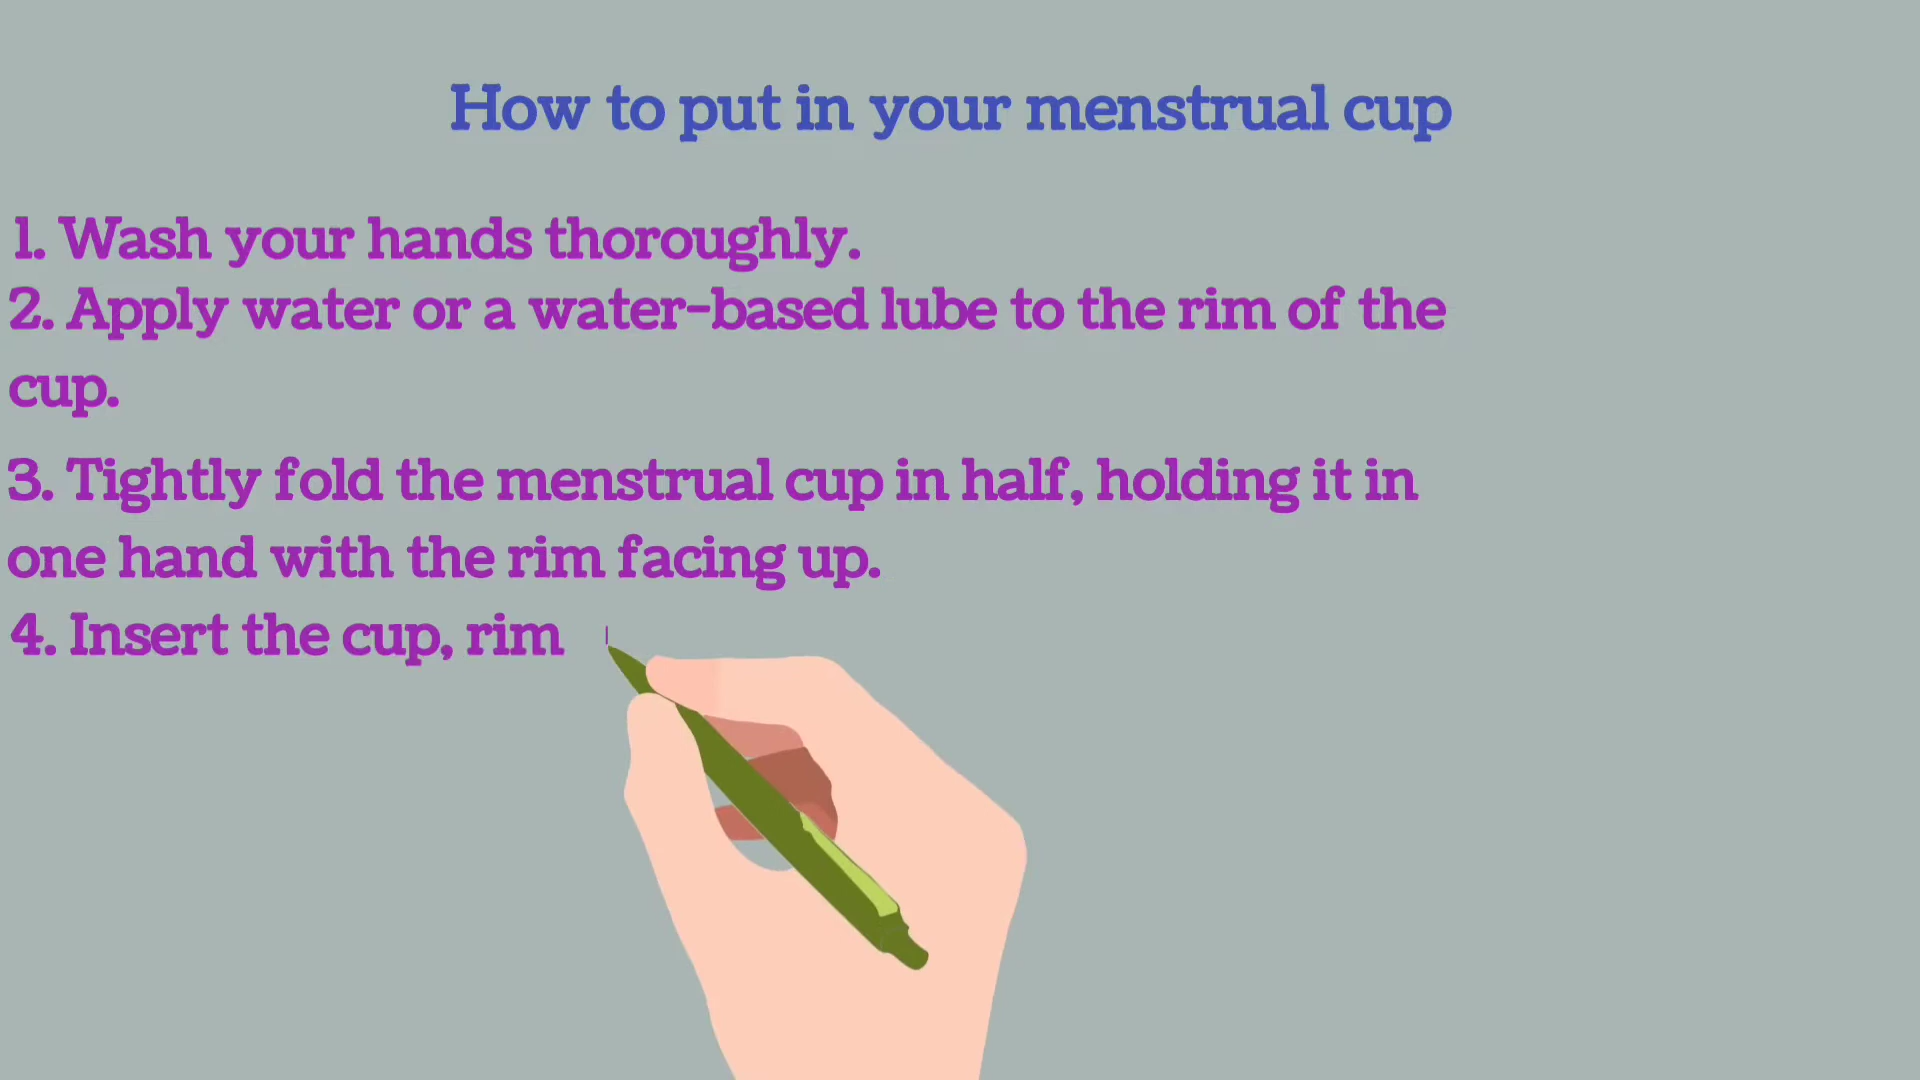 How to put in your menstrual cup
1. Wash your hands thoroughly.
2. Apply water or a water-based lube to the rim of the
cup.
3. Tightly fold the menstrual cup in half, holding it in
one hand with the rim facing up.
4. Insert the cup, rim